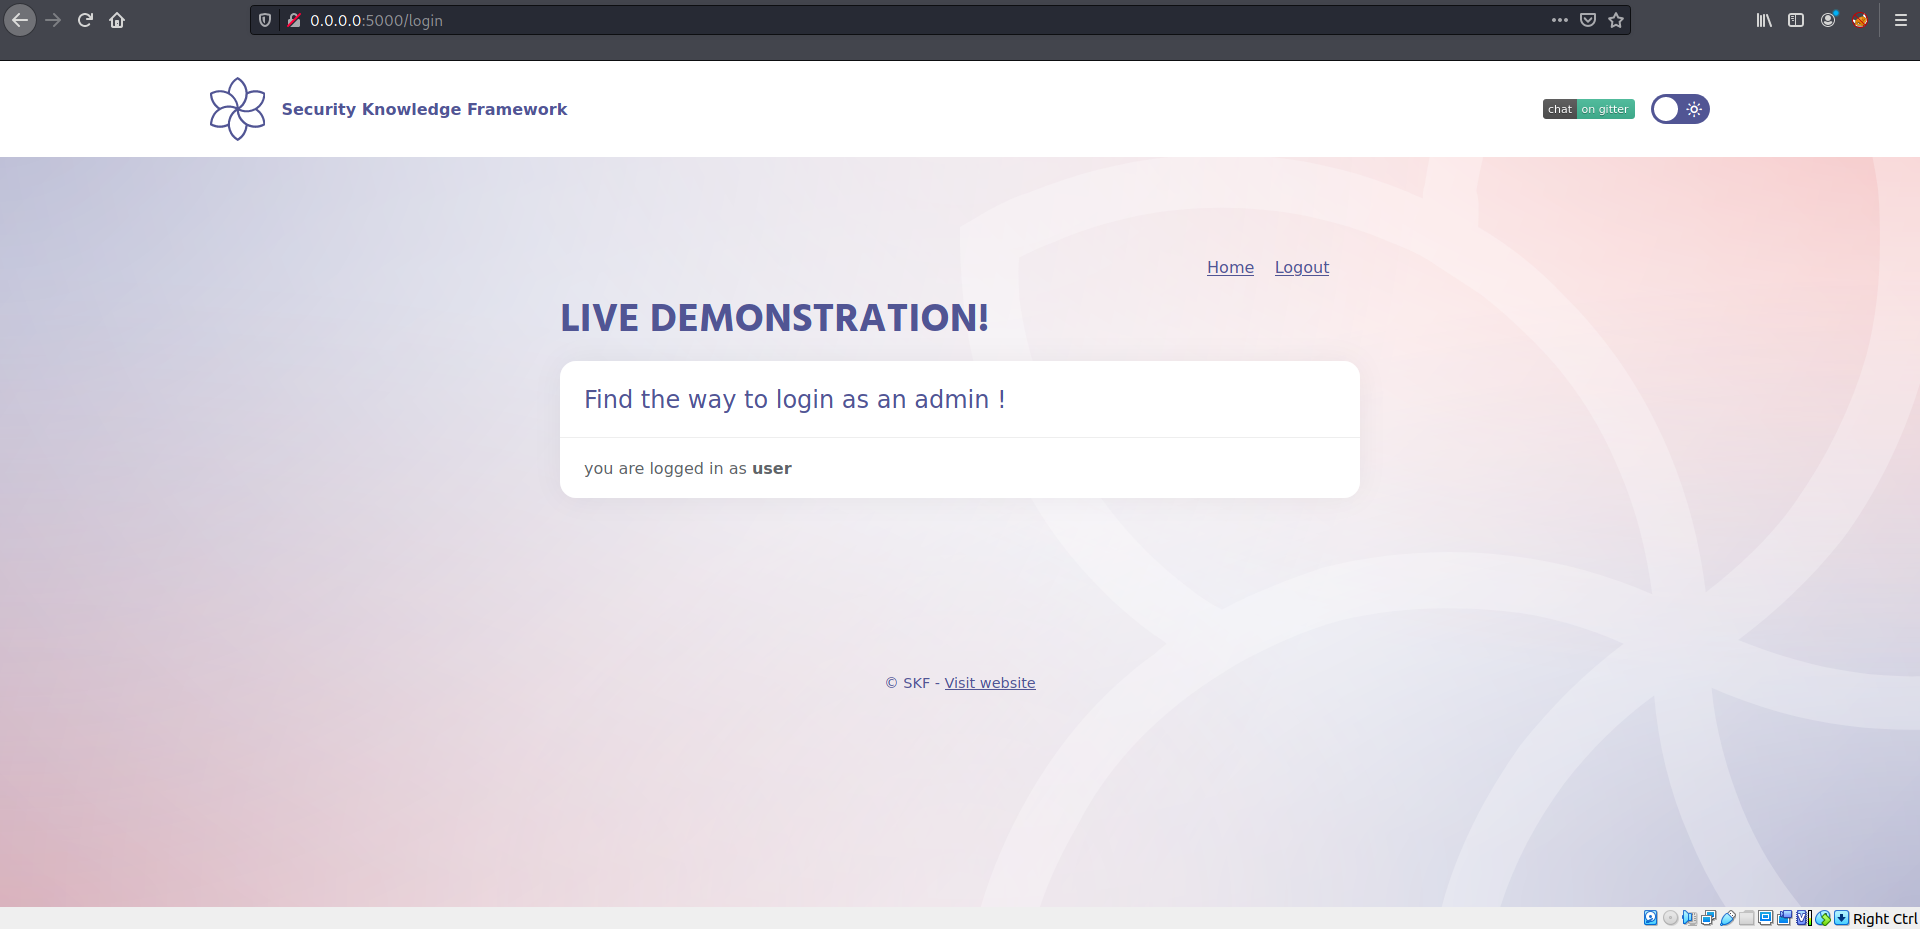 0.0.0.0:5000/login
Security Knowledge Framework
chat on gitter
Home Logout
LIVE DEMONSTRATION!
Find the way to login as an admin !
you are logged in as user
© SKF - Visit website
Right Ctrl